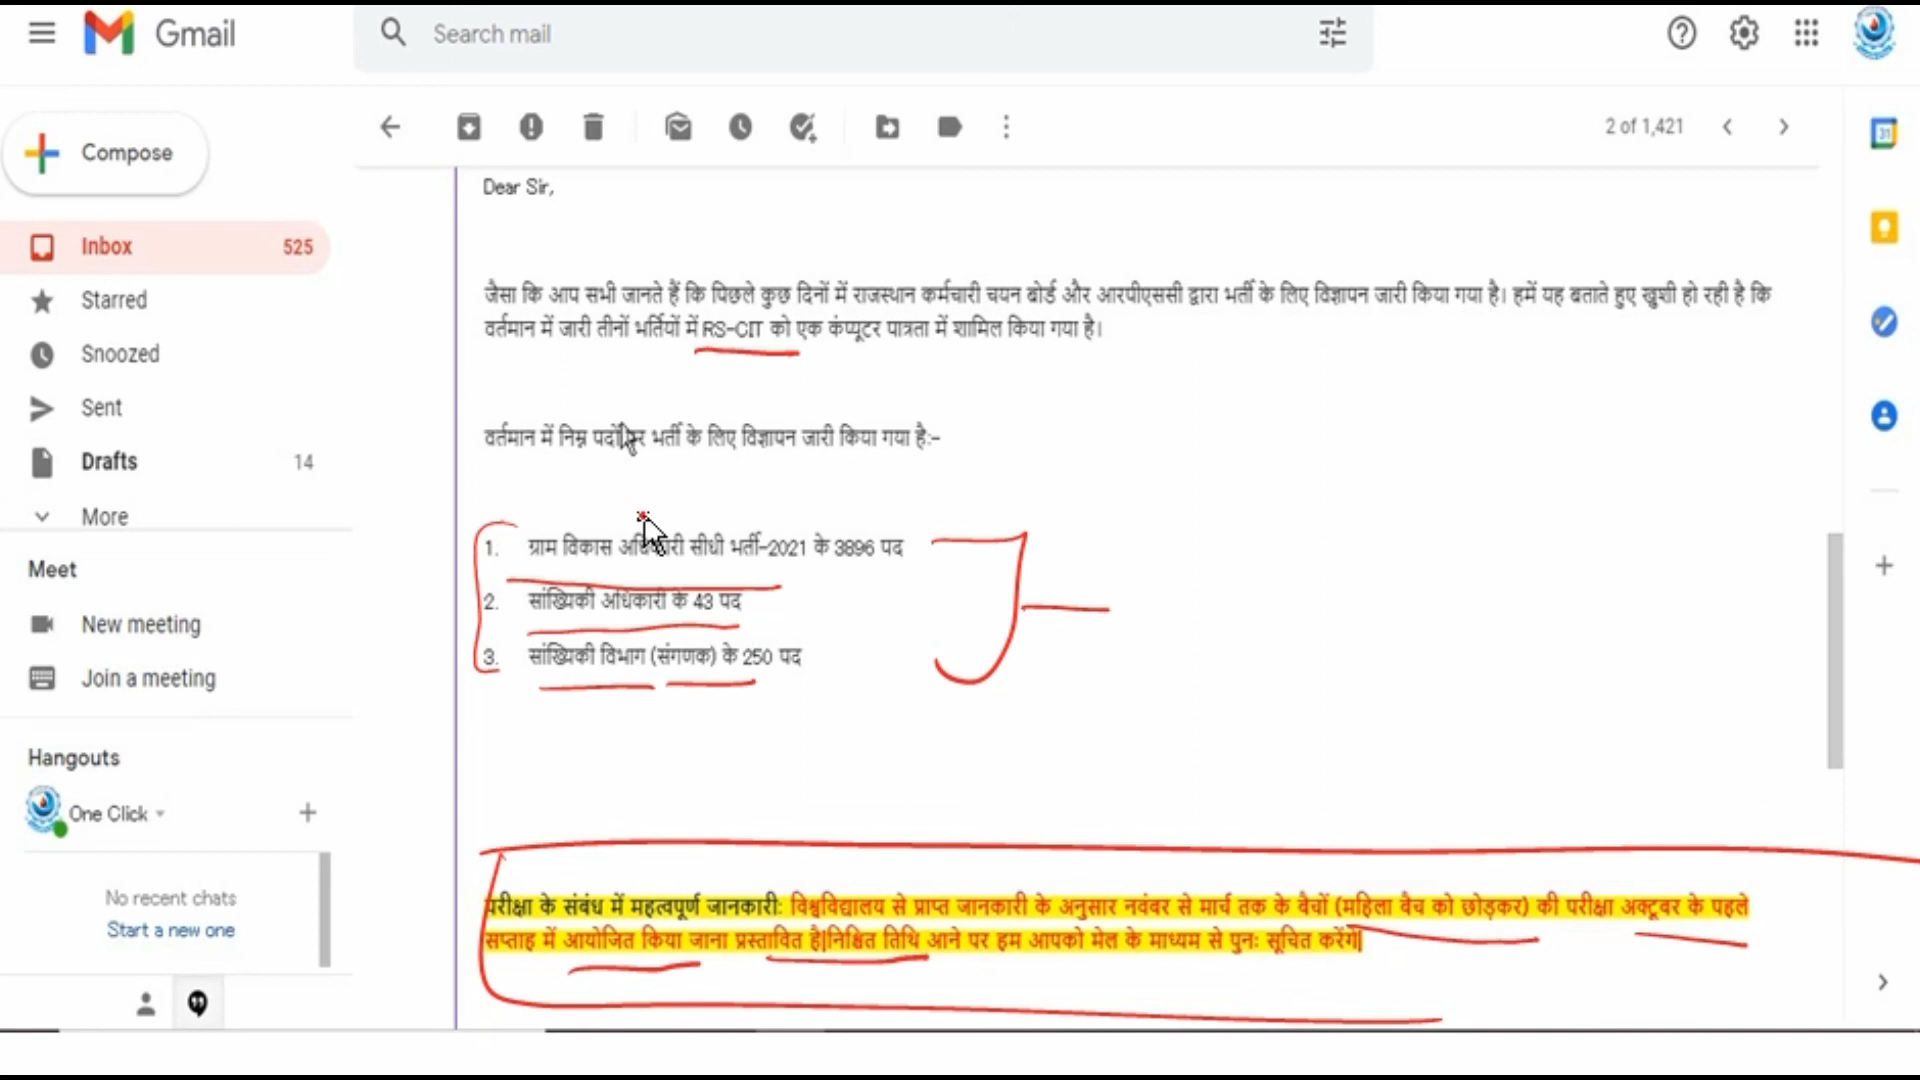 Gmail
Search mail
Compose
2 of 1,421
Inbox 525
Starred
Snoozed
Sent
Drafts 14
More
Meet
New meeting
Join a meeting
Hangouts
One Click
No recent chats
Start a new one
Dear Sir,
जैसा कि आप सभी जानते हैं कि पिछले कुछ दिनों में राजस्थान कर्मचारी चयन बोर्ड और आरपीएससी द्वारा भर्ती के लिए विज्ञापन जारी किया गया है। हमें यह बताते हुए खुशी हो रही है कि
वर्तमान में जारी तीनों भर्तियों में RS-CIT को एक कंप्यूटर पात्रता में शामिल किया गया है।
वर्तमान में निम्न पदों पर भर्ती के लिए विज्ञापन जारी किया गया है:-
1. ग्राम विकास अधिकारी सीधी भर्ती-2021 के 3896 पद
2. सांख्यिकी अधिकारी के 43 पद
3. सांख्यिकी विभाग (संगणक) के 250 पद
परीक्षा के संबंध में महत्वपूर्ण जानकारी: विश्वविद्यालय से प्राप्त जानकारी के अनुसार नवंबर से मार्च तक के बैचों (महिला बैच को छोड़कर) की परीक्षा अक्टूबर के पहले
सप्ताह में आयोजित किया जाना प्रस्तावित है|निश्चित तिथि आने पर हम आपको मेल के माध्यम से पुनः सूचित करेंगे|
31